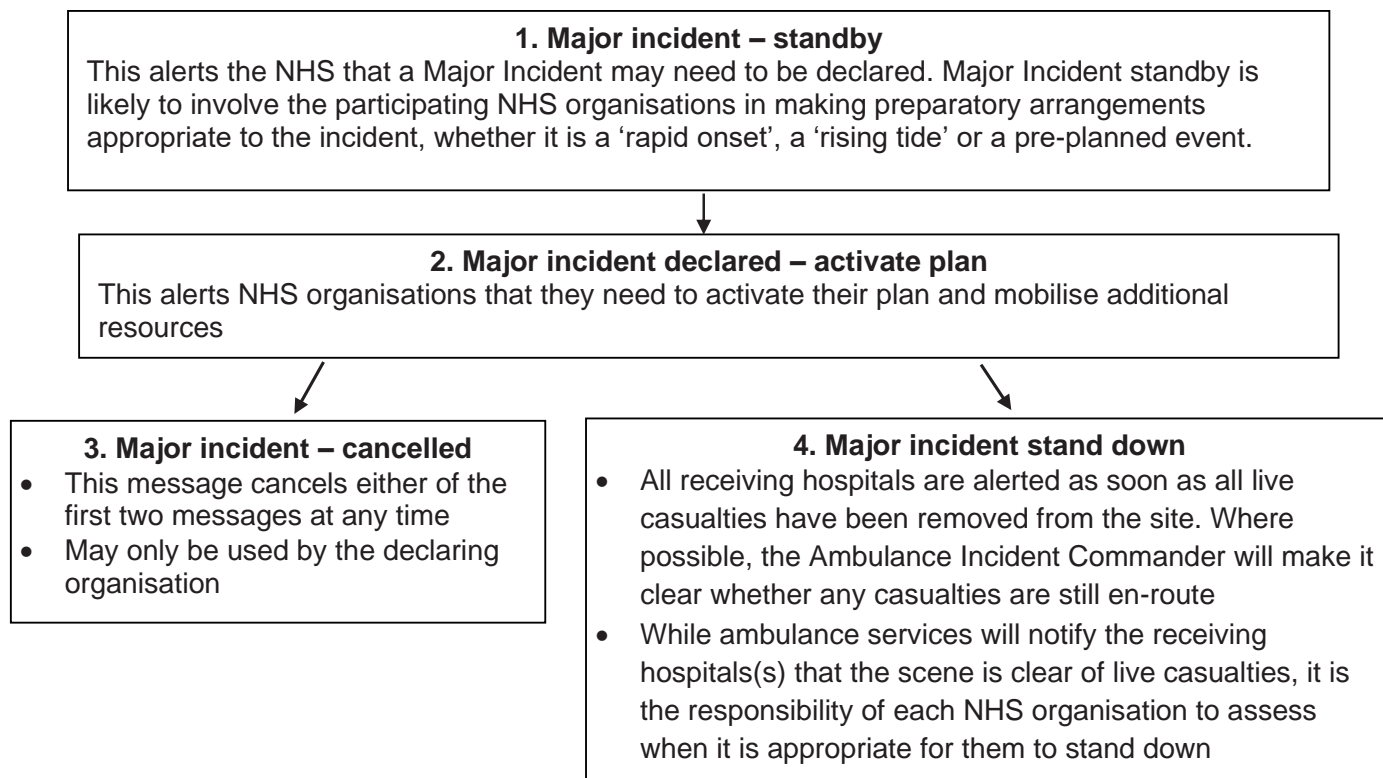 1. Major incident – standby
This alerts the NHS that a Major Incident may need to be declared. Major Incident standby is
likely to involve the participating NHS organisations in making preparatory arrangements
appropriate to the incident, whether it is a ‘rapid onset’, a ‘rising tide’ or a pre-planned event.
2. Major incident declared – activate plan
This alerts NHS organisations that they need to activate their plan and mobilise additional
resources
3. Major incident – cancelled
• This message cancels either of the
first two messages at any time
• May only be used by the declaring
organisation
4. Major incident stand down
• All receiving hospitals are alerted as soon as all live
casualties have been removed from the site. Where
possible, the Ambulance Incident Commander will make it
clear whether any casualties are still en-route
• While ambulance services will notify the receiving
hospitals(s) that the scene is clear of live casualties, it is
the responsibility of each NHS organisation to assess
when it is appropriate for them to stand down